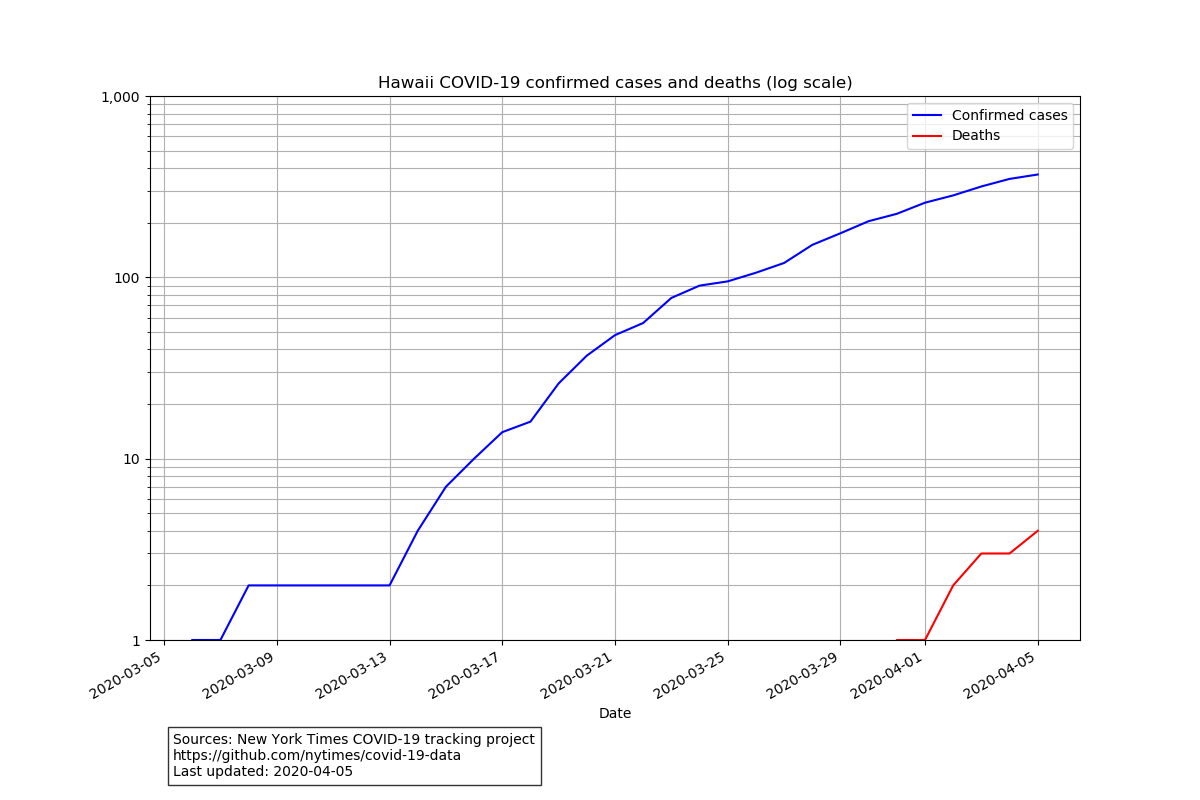 Hawaii COVID-19 confirmed cases and deaths (log scale)
1,000
100
10
1
Confirmed cases
Deaths
2020-03-05
2020-03-09
2020-03-13
2020-03-17
2020-03-21
2020-03-25
2020-03-29
2020-04-01
2020-04-05
Date
Sources: New York Times COVID-19 tracking project
https://github.com/nytimes/covid-19-data
Last updated: 2020-04-05